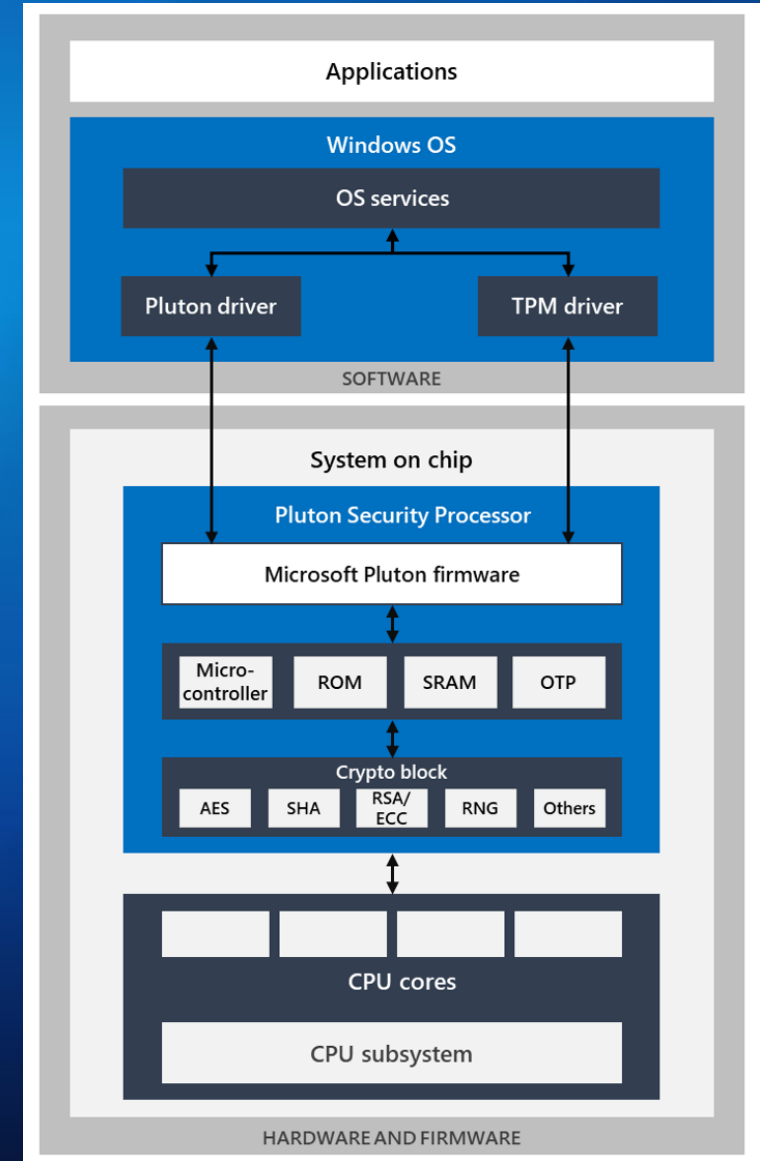 Applications
Windows OS
OS services
Pluton driver
TPM driver
SOFTWARE
System on chip
Pluton Security Processor
Microsoft Pluton firmware
Micro-
controller
ROM
SRAM
OTP
Crypto block
AES
SHA
RSA/
ECC
RNG
Others
CPU cores
CPU subsystem
HARDWARE AND FIRMWARE